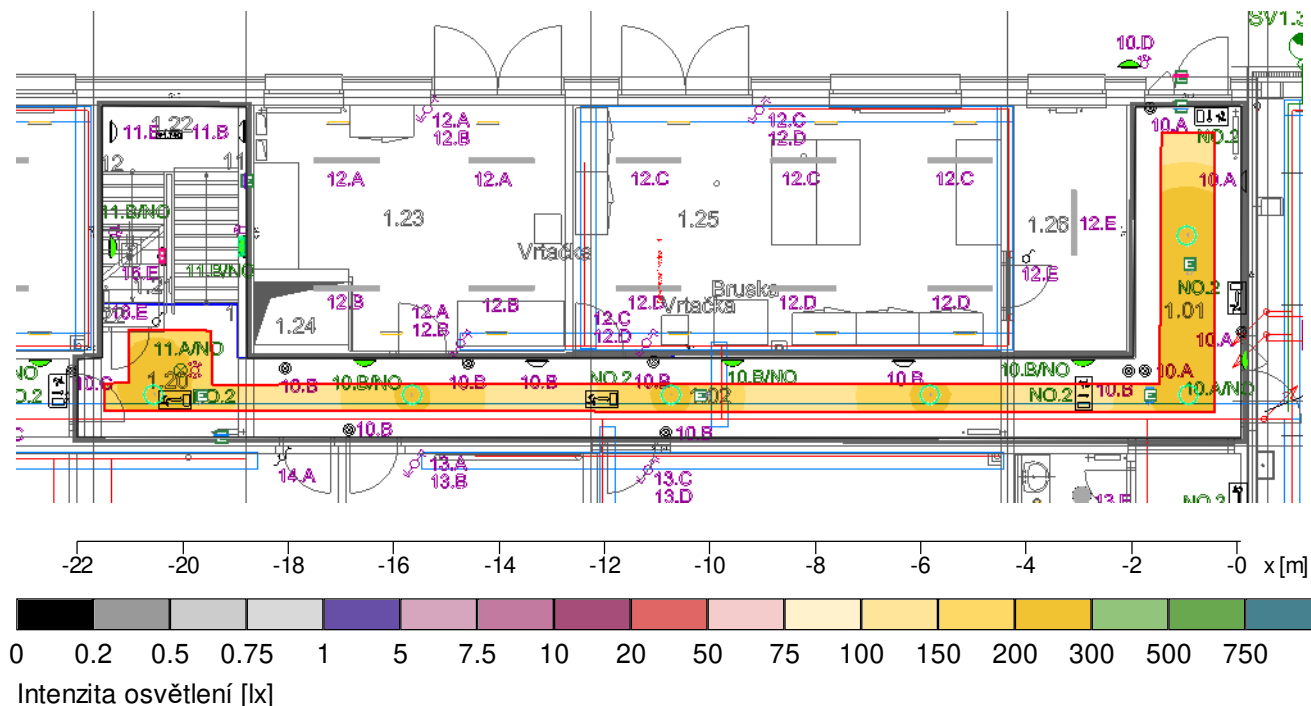 SV1.3
10.D
1.22
11.B 11.B
12.A
12.B
12.C
12.D
10.A
NO.2
12
11
12.A
12.A
12.C
12.C
12.C
10.A
11.B/NO
1.23
1.25
1.26
12.E
Vrtačka
16.E
11.B/NO
1.21
12.E
Bruska
NO.2
12.B
12.B
12.D
Vrtačka
12.D
12.D
1.01
16.E
1.24
12.A
12.B
12.C
12.D
10.A
11.A/NO
NO
10.C
1.20
10.B
10.B/NO
10.B
10.B
NO.2
10.B
10.B/NO
10.B
10.B/NO
10.A
O.2
NO.2
02
NO.2
10.B
10.A/NO
10.B
10.B
14.A
13.A
13.B
13.C
13.D
13.E
NO.2
-22 -20 -18 -16 -14 -12 -10 -8 -6 -4 -2 -0 x [m]
0 0.2 0.5 0.75 1 5 7.5 10 20 50 75 100 150 200 300 500 750
Intenzita osvětlení [lx]